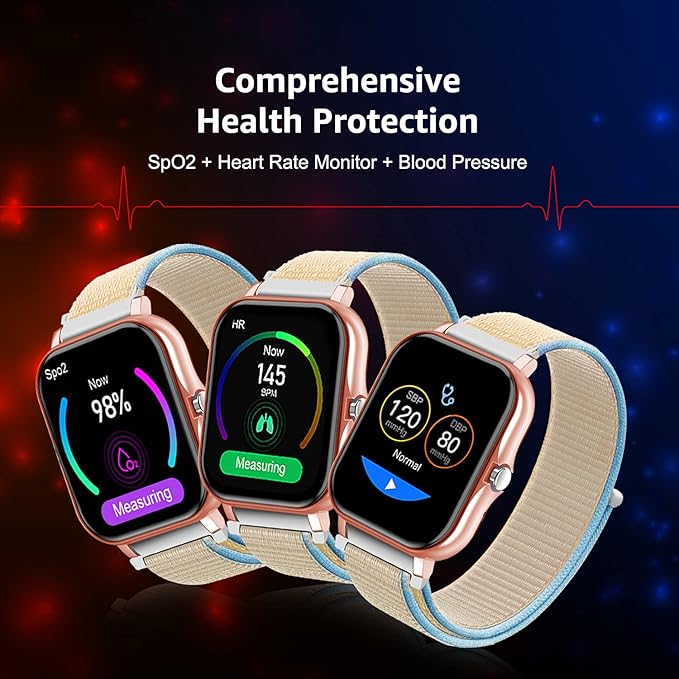 Comprehensive
Health Protection
SpO2 + Heart Rate Monitor + Blood Pressure
Spo2
Now
98%
O2
Measuring
HR
Now
145
BPM
Measuring
SBP
120
mmHg
DBP
80
mmHg
Normal